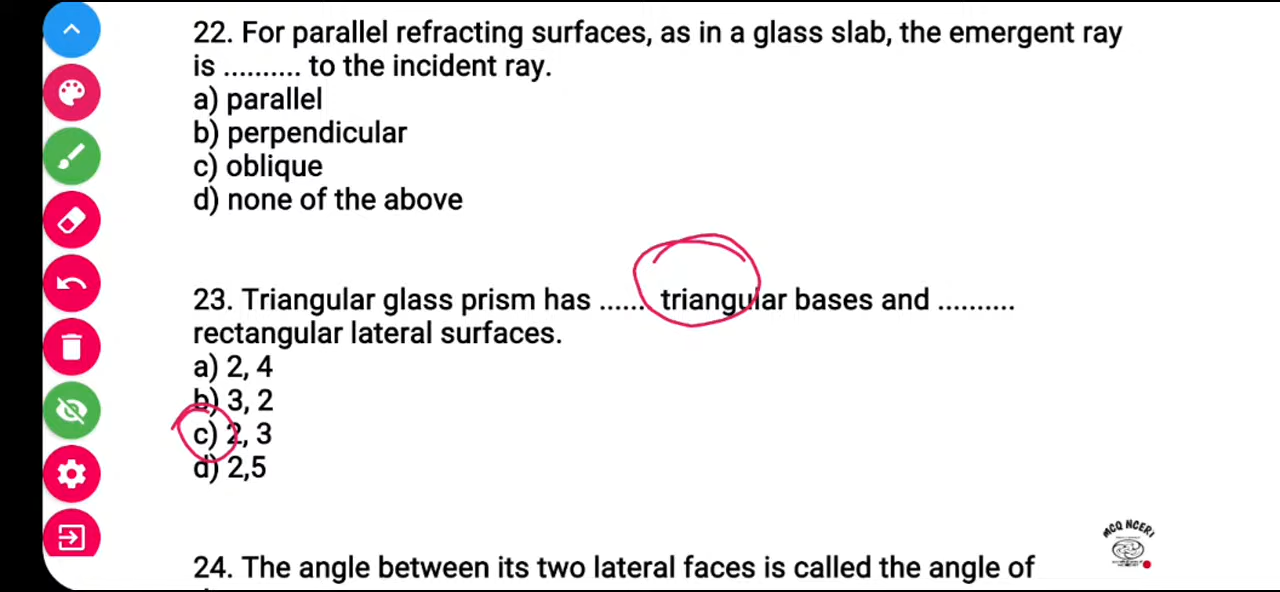 22. For parallel refracting surfaces, as in a glass slab, the emergent ray
is .......... to the incident ray.
a) parallel
b) perpendicular
c) oblique
d) none of the above
23. Triangular glass prism has ...... triangular bases and ..........
rectangular lateral surfaces.
a) 2, 4
b) 3, 2
c) 2, 3
d) 2,5
MCQ NCERT
24. The angle between its two lateral faces is called the angle of